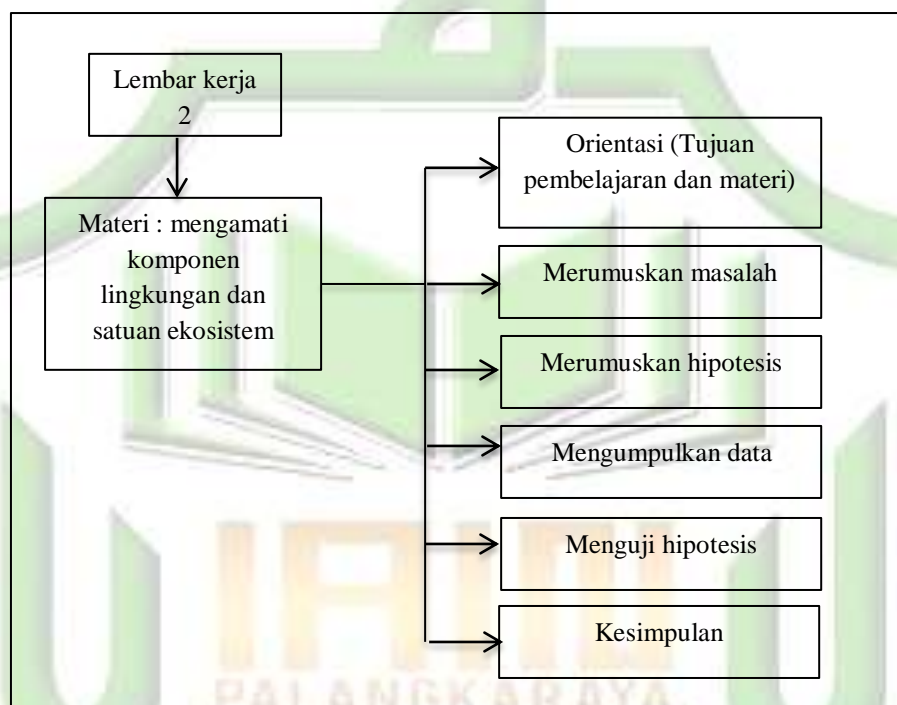 Lembar kerja
2
Materi : mengamati
komponen
lingkungan dan
satuan ekosistem
Orientasi (Tujuan
pembelajaran dan materi)
Merumuskan masalah
Merumuskan hipotesis
Mengumpulkan data
Menguji hipotesis
Kesimpulan
IAIN
PALANGKARAYA